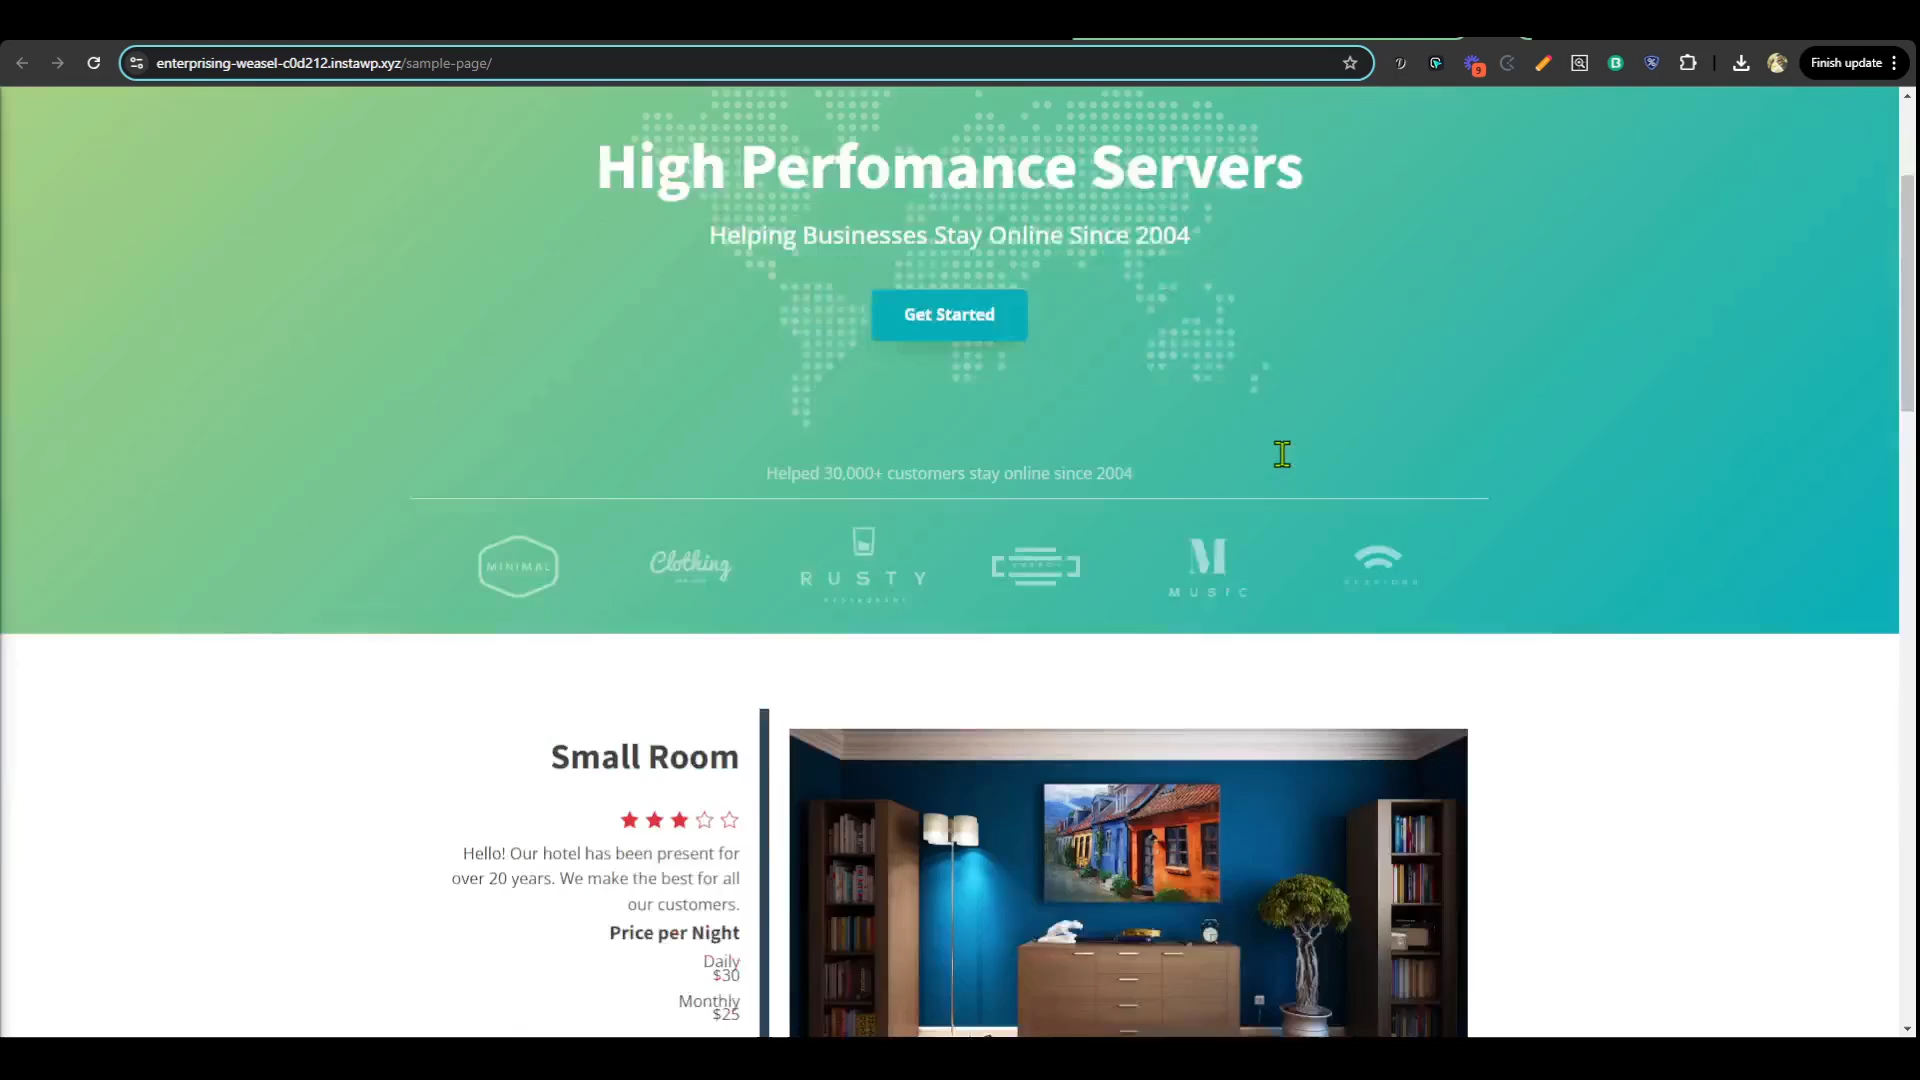 enterprising-weasel-c0d212.instawp.xyz/sample-page/
9
Finish update
High Perfomance Servers
Helping Businesses Stay Online Since 2004
Get Started
Helped 30,000+ customers stay online since 2004
MINIMAL
Clothing
RUSTY
M
MUSIC
Small Room
Hello! Our hotel has been present for
over 20 years. We make the best for all
our customers.
Price per Night
Daily
$30
Monthly
$25